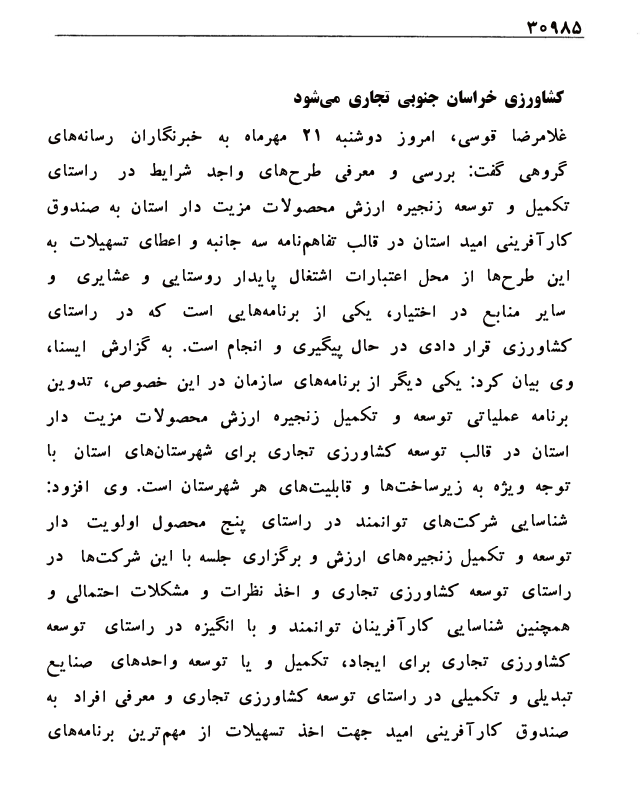 ۳۰۹۸۵
کشاورزی خراسان جنوبی تجاری می‌شود
غلامرضا قوسی، امروز دوشنبه ۲۱ مهرماه به خبرنگاران رسانه‌های
گروهی گفت: بررسی و معرفی طرح‌های واجد شرایط در راستای
تکمیل و توسعه زنجیره ارزش محصولات مزیت دار استان به صندوق
کارآفرینی امید استان در قالب تفاهم‌نامه سه جانبه و اعطای تسهیلات به
این طرح‌ها از محل اعتبارات اشتغال پایدار روستایی و عشایری و
سایر منابع در اختیار، یکی از برنامه‌هایی است که در راستای
کشاورزی قرار دادی در حال پیگیری و انجام است. به گزارش ایسنا،
وی بیان کرد: یکی دیگر از برنامه‌های سازمان در این خصوص، تدوین
برنامه عملیاتی توسعه و تکمیل زنجیره ارزش محصولات مزیت دار
استان در قالب توسعه کشاورزی تجاری برای شهرستان‌های استان با
توجه ویژه به زیرساخت‌ها و قابلیت‌های هر شهرستان است. وی افزود:
شناسایی شرکت‌های توانمند در راستای پنج محصول اولویت دار
توسعه و تکمیل زنجیره‌های ارزش و برگزاری جلسه با این شرکت‌ها در
راستای توسعه کشاورزی تجاری و اخذ نظرات و مشکلات احتمالی و
همچنین شناسایی کارآفرینان توانمند و با انگیزه در راستای توسعه
کشاورزی تجاری برای ایجاد، تکمیل و یا توسعه واحدهای صنایع
تبدیلی و تکمیلی در راستای توسعه کشاورزی تجاری و معرفی افراد به
صندوق کارآفرینی امید جهت اخذ تسهیلات از مهم‌ترین برنامه‌های